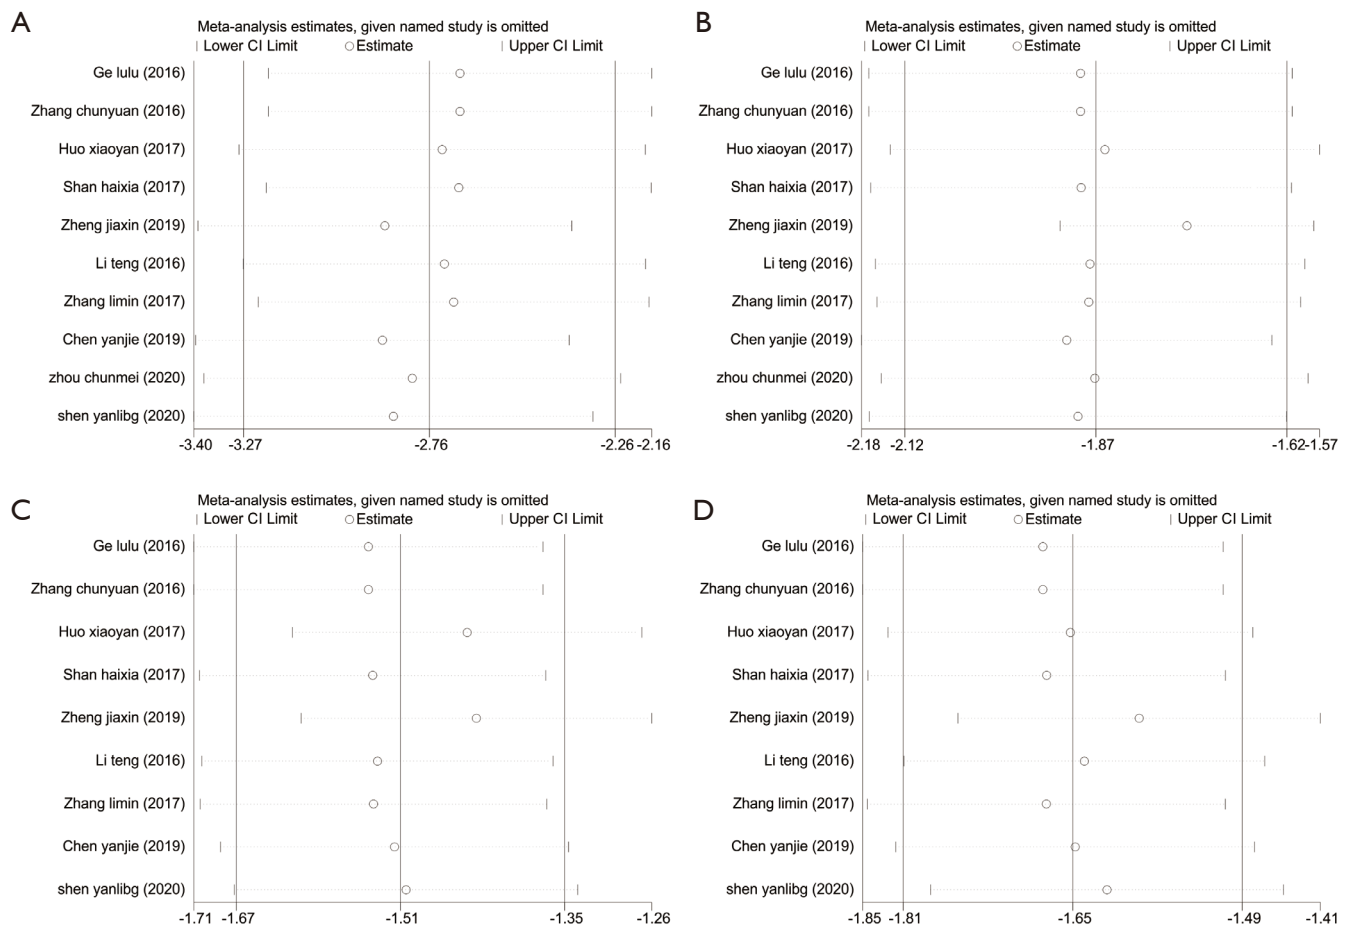 A
Meta-analysis estimates, given named study is omitted
Lower CI Limit Estimate Upper CI Limit
Ge lulu (2016)
Zhang chunyuan (2016)
Huo xiaoyan (2017)
Shan haixia (2017)
Zheng jiaxin (2019)
Li teng (2016)
Zhang limin (2017)
Chen yanjie (2019)
zhou chunmei (2020)
shen yanlibg (2020)
-3.40 -3.27 -2.76 -2.26 -2.16
B
Meta-analysis estimates, given named study is omitted
Lower CI Limit Estimate Upper CI Limit
Ge lulu (2016)
Zhang chunyuan (2016)
Huo xiaoyan (2017)
Shan haixia (2017)
Zheng jiaxin (2019)
Li teng (2016)
Zhang limin (2017)
Chen yanjie (2019)
zhou chunmei (2020)
shen yanlibg (2020)
-2.18 -2.12 -1.87 -1.62 -1.57
C
Meta-analysis estimates, given named study is omitted
Lower CI Limit Estimate Upper CI Limit
Ge lulu (2016)
Zhang chunyuan (2016)
Huo xiaoyan (2017)
Shan haixia (2017)
Zheng jiaxin (2019)
Li teng (2016)
Zhang limin (2017)
Chen yanjie (2019)
shen yanlibg (2020)
-1.71 -1.67 -1.51 -1.35 -1.26
D
Meta-analysis estimates, given named study is omitted
Lower CI Limit Estimate Upper CI Limit
Ge lulu (2016)
Zhang chunyuan (2016)
Huo xiaoyan (2017)
Shan haixia (2017)
Zheng jiaxin (2019)
Li teng (2016)
Zhang limin (2017)
Chen yanjie (2019)
shen yanlibg (2020)
-1.85 -1.81 -1.65 -1.49 -1.41